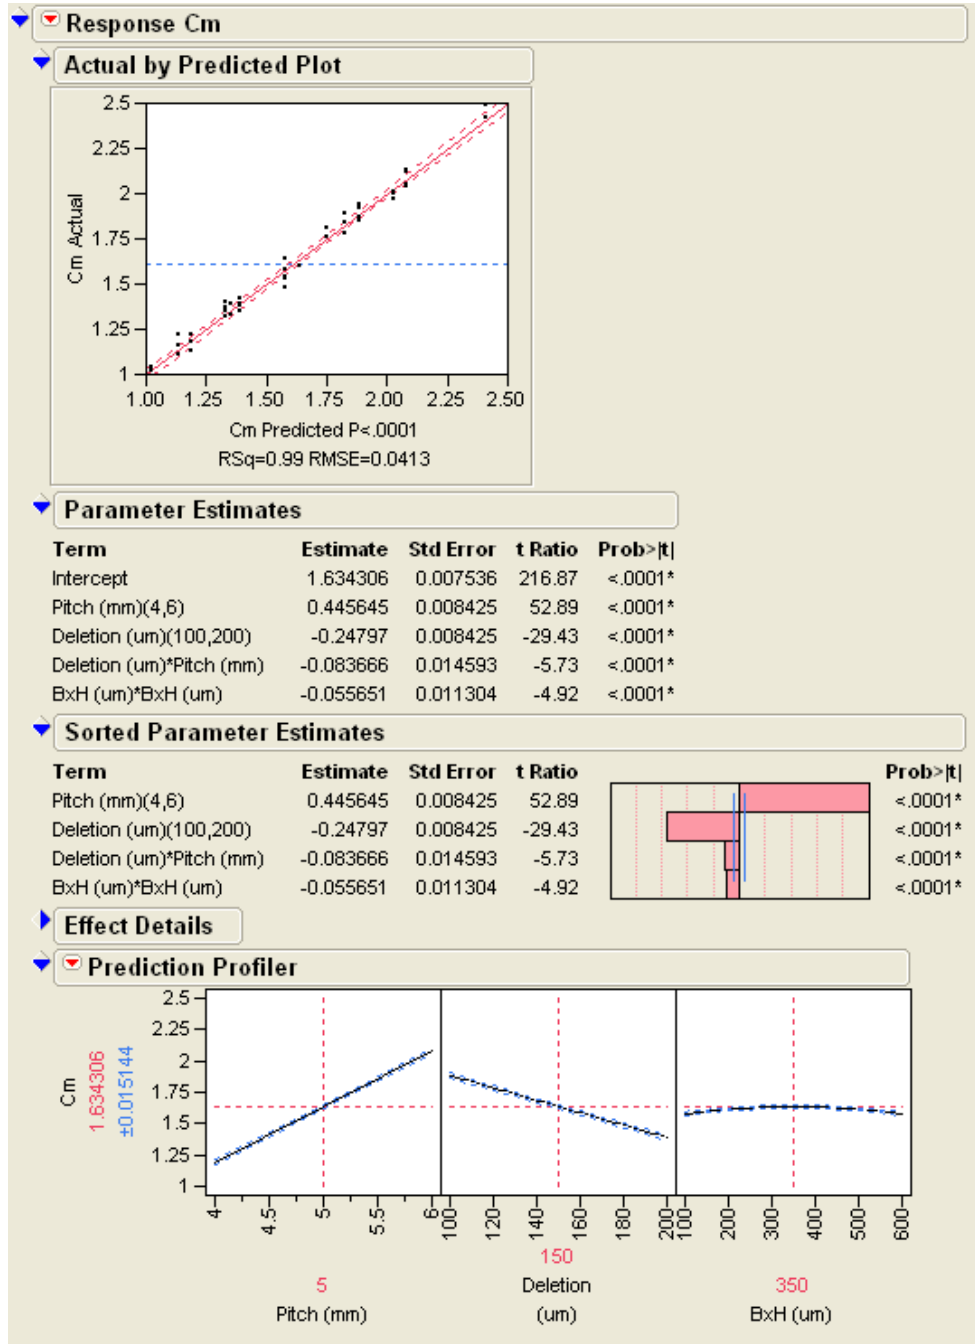 Response Cm
Actual by Predicted Plot
2.5
2.25
2
1.75
1.5
1.25
1
Cm Actual
1.00 1.25 1.50 1.75 2.00 2.25 2.50
Cm Predicted P<.0001
RSq=0.99 RMSE=0.0413
Parameter Estimates
Term Estimate Std Error t Ratio Prob>|t|
Intercept 1.634306 0.007536 216.87 <.0001*
Pitch (mm)(4,6) 0.445645 0.008425 52.89 <.0001*
Deletion (um)(100,200) -0.24797 0.008425 -29.43 <.0001*
Deletion (um)*Pitch (mm) -0.083666 0.014593 -5.73 <.0001*
BxH (um)*BxH (um) -0.055651 0.011304 -4.92 <.0001*
Sorted Parameter Estimates
Term Estimate Std Error t Ratio Prob>|t|
Pitch (mm)(4,6) 0.445645 0.008425 52.89 <.0001*
Deletion (um)(100,200) -0.24797 0.008425 -29.43 <.0001*
Deletion (um)*Pitch (mm) -0.083666 0.014593 -5.73 <.0001*
BxH (um)*BxH (um) -0.055651 0.011304 -4.92 <.0001*
Effect Details
Prediction Profiler
Cm
1.634306
±0.015144
2.5
2.25
2
1.75
1.5
1.25
1
4 4.5 5 5.5 6 100 120 140 160 180 200 100 200 300 400 500 600
150
5 Deletion 350
Pitch (mm) (um) BxH (um)